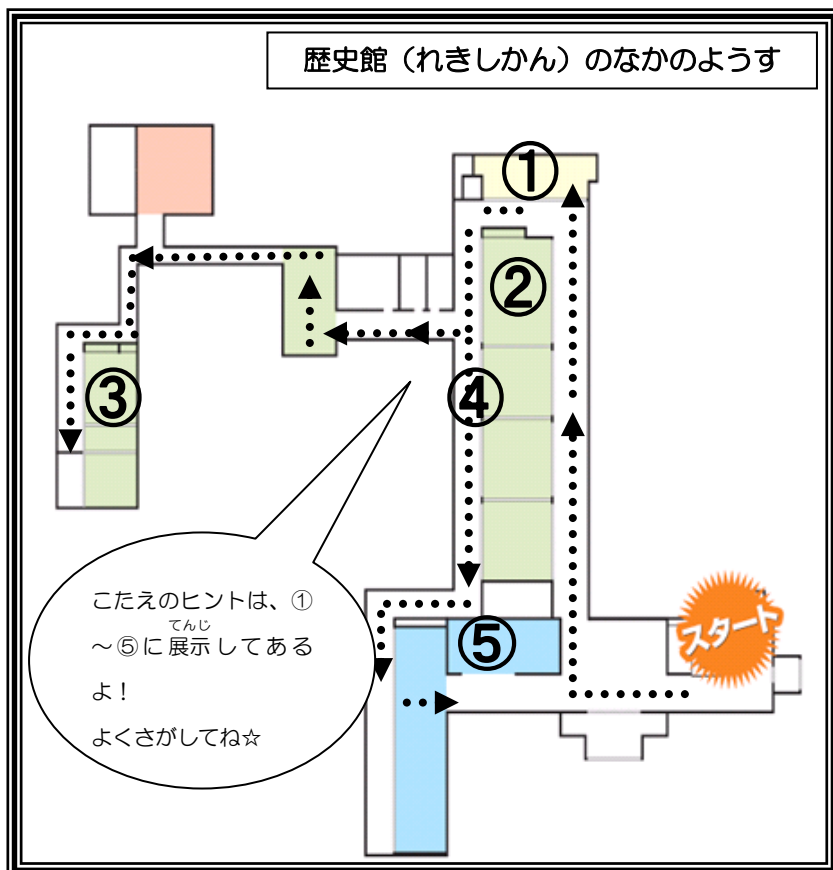 歴史館（れきしかん）のなかのようす
①
②
③
④
⑤
スタート
こたえのヒントは、①
～⑤に展示してある
てんじ
よ！
よくさがしてね☆